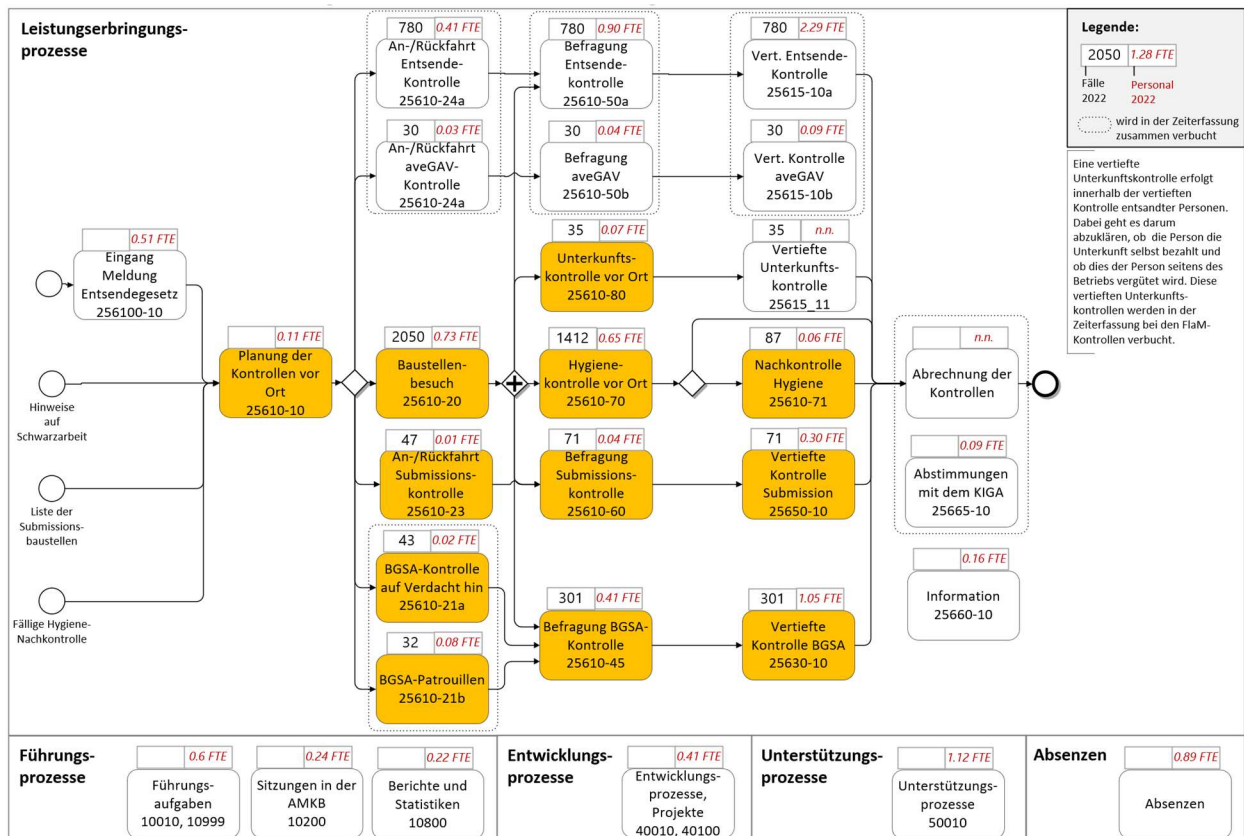 Leistungserbringungs-
prozesse
780 0.41 FTE
An-/Rückfahrt
Entsende-
Kontrolle
25610-24a
780 0.90 FTE
Befragung
Entsende-
kontrolle
25610-50a
780 2.29 FTE
Vert. Entsende-
Kontrolle
25615-10a
Legende:
2050 1.28 FTE
Fälle
2022
Personal
2022
wird in der Zeiterfassung
zusammen verbucht
30 0.03 FTE
An-/Rückfahrt
aveGAV-
Kontrolle
25610-24a
30 0.04 FTE
Befragung
aveGAV
25610-50b
30 0.09 FTE
Vert. Kontrolle
aveGAV
25615-10b
Eine vertiefte
Unterkunftskontrolle erfolgt
innerhalb der vertieften
Kontrolle entsandter Personen.
Dabei geht es darum
abzuklären, ob die Person die
Unterkunft selbst bezahlt und
ob dies der Person seitens des
Betriebs vergütet wird. Diese
vertieften Unterkunfts-
kontrollen werden in der
Zeiterfassung bei den FlaM-
Kontrollen verbucht.
0.51 FTE
Eingang
Meldung
Entsendegesetz
256100-10
35 0.07 FTE
Unterkunfts-
kontrolle vor Ort
25610-80
35 n.n.
Vertiefte
Unterkunfts-
kontrolle
25615_11
Hinweise
auf
Schwarzarbeit
0.11 FTE
Planung der
Kontrollen vor
Ort
25610-10
2050 0.73 FTE
Baustellen-
besuch
25610-20
1412 0.65 FTE
Hygiene-
kontrolle vor Ort
25610-70
87 0.06 FTE
Nachkontrolle
Hygiene
25610-71
n.n.
Abrechnung der
Kontrollen
Liste der
Submissions-
baustellen
47 0.01 FTE
An-/Rückfahrt
Submissions-
kontrolle
25610-23
71 0.04 FTE
Befragung
Submissions-
kontrolle
25610-60
71 0.30 FTE
Vertiefte
Kontrolle
Submission
25650-10
0.09 FTE
Abstimmungen
mit dem KIGA
25665-10
Fällige Hygiene-
Nachkontrolle
43 0.02 FTE
BGSA-Kontrolle
auf Verdacht hin
25610-21a
32 0.08 FTE
BGSA-Patrouillen
25610-21b
301 0.41 FTE
Befragung BGSA-
Kontrolle
25610-45
301 1.05 FTE
Vertiefte
Kontrolle BGSA
25630-10
0.16 FTE
Information
25660-10
Führungs-
prozesse
0.6 FTE
Führungs-
aufgaben
10010, 10999
0.24 FTE
Sitzungen in der
AMKB
10200
0.22 FTE
Berichte und
Statistiken
10800
Entwicklungs-
prozesse
0.41 FTE
Entwicklungs-
prozesse,
Projekte
40010, 40100
Unterstützungs-
prozesse
1.12 FTE
Unterstützungs-
prozesse
50010
Absenzen
0.89 FTE
Absenzen